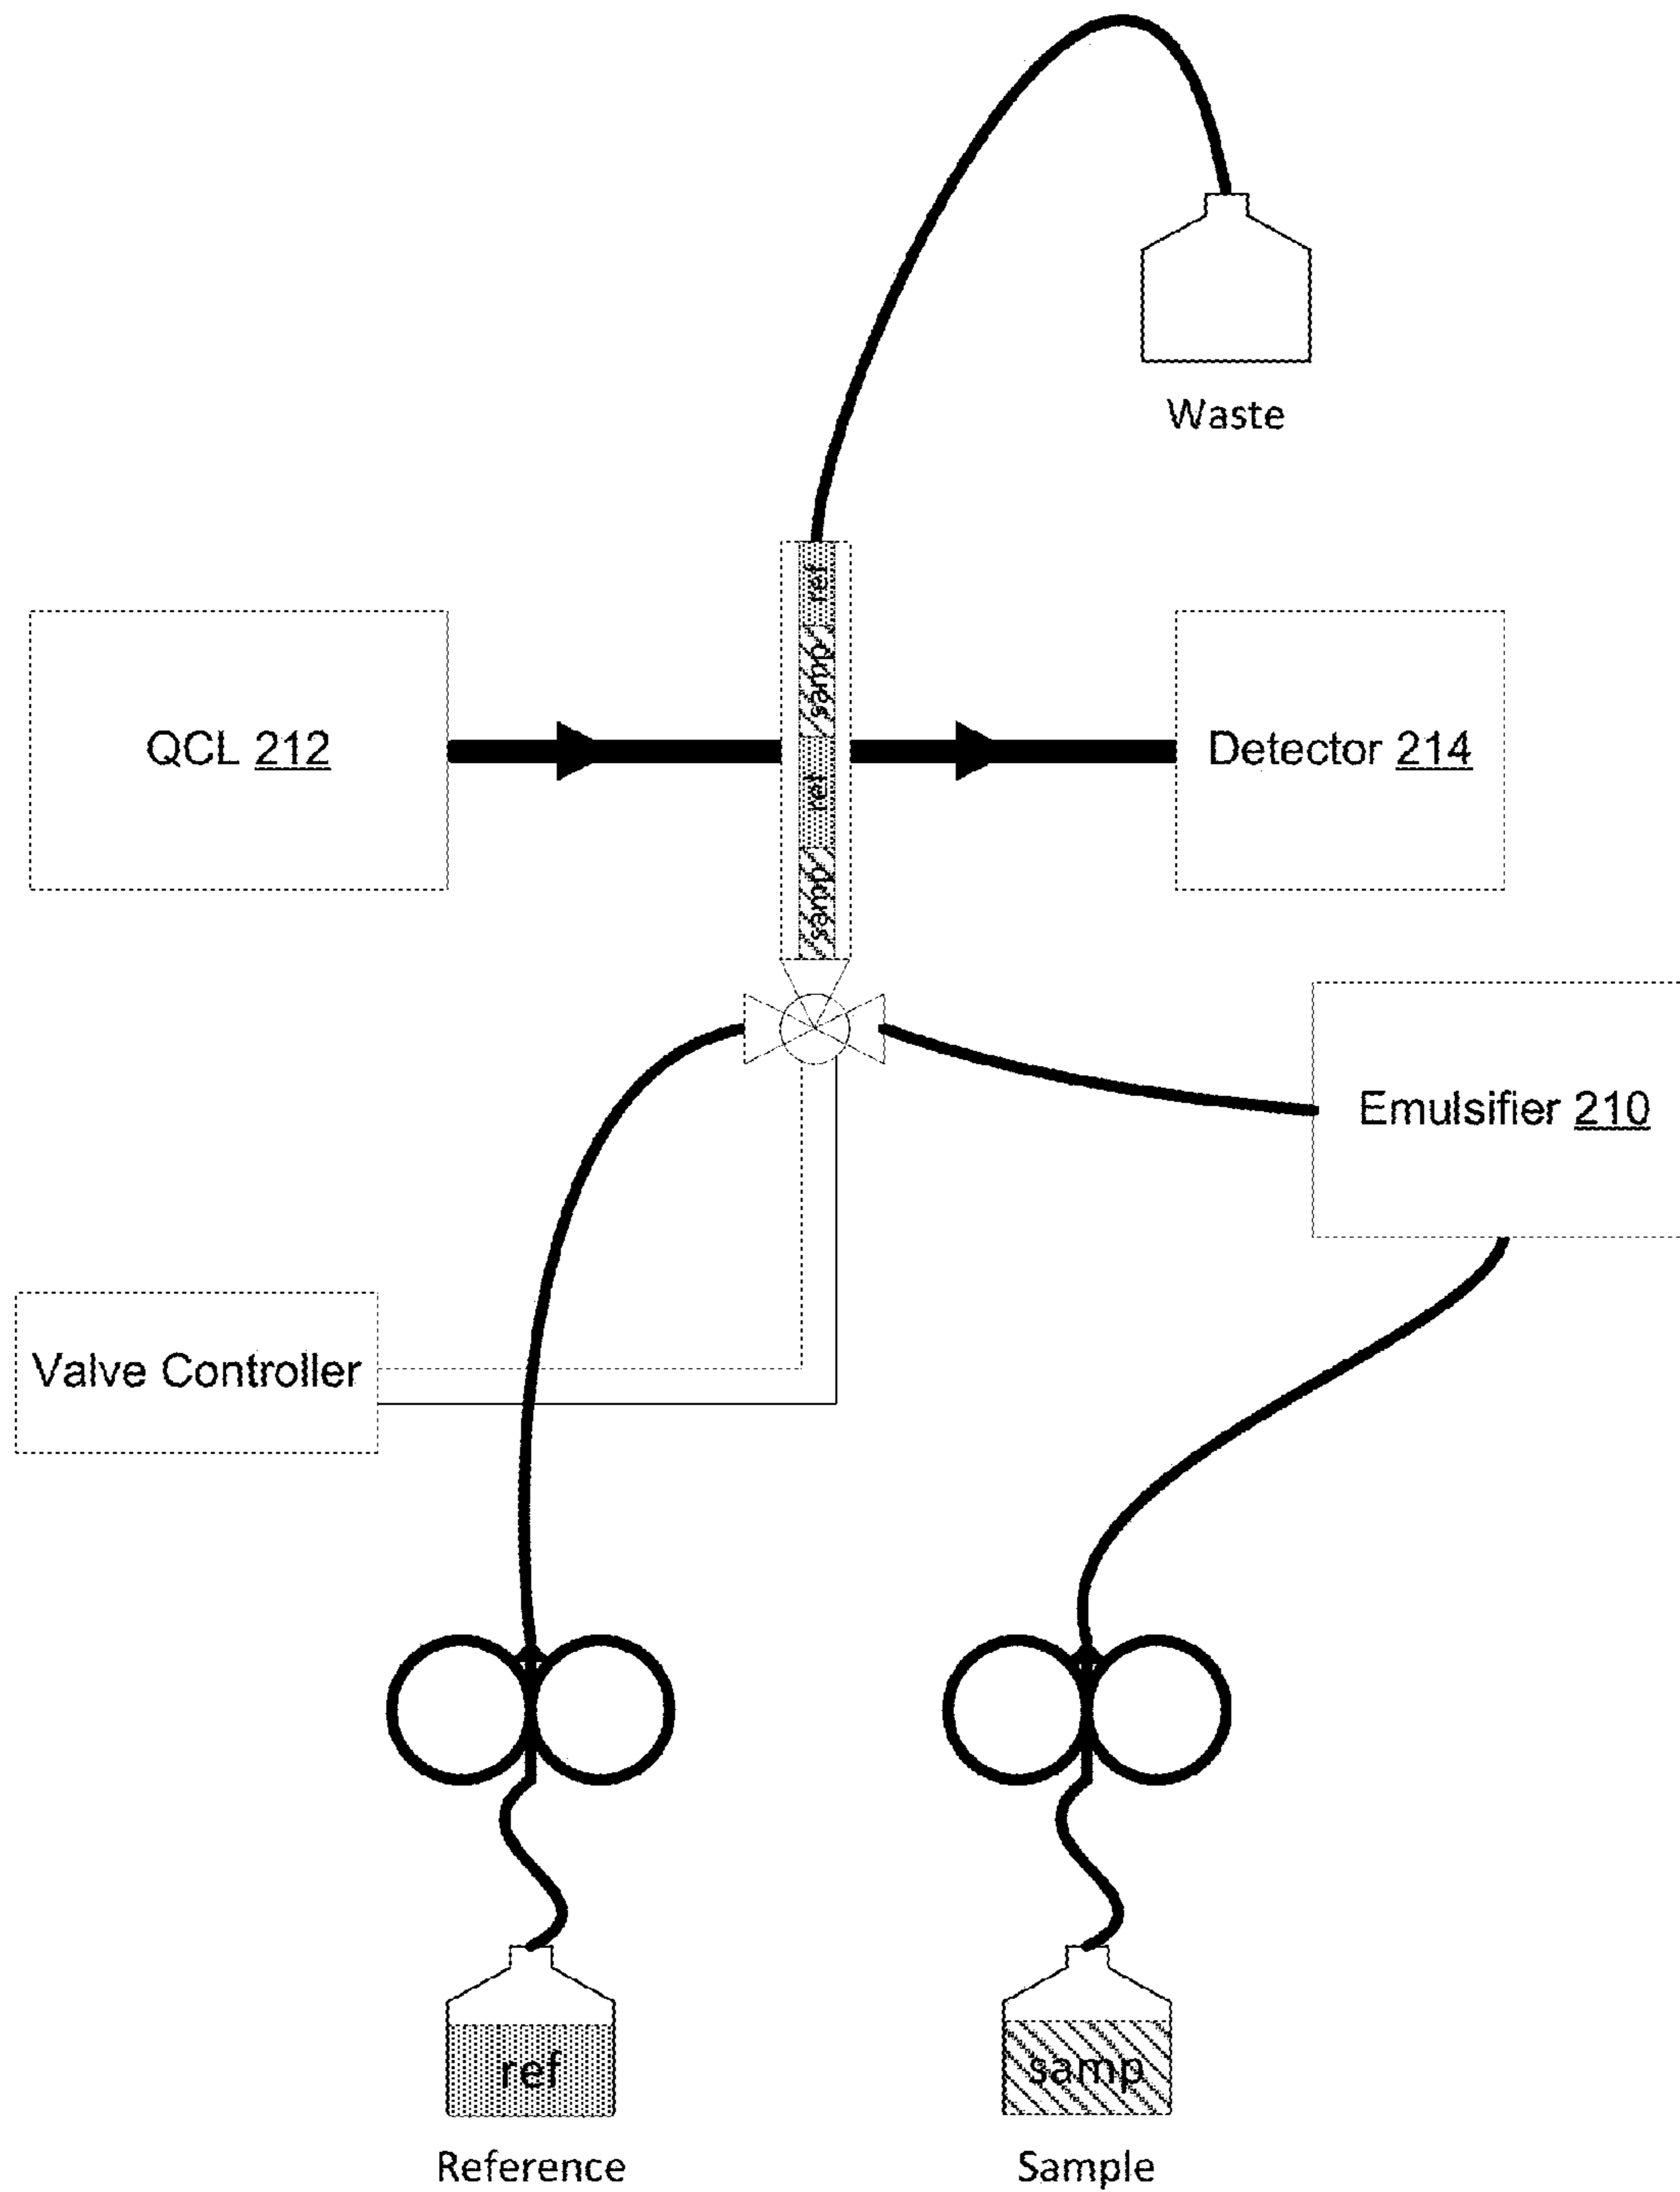 Waste
ref
samp
QCL 212
ref
Detector 214
samp
Emulsifier 210
Valve Controller
ref
samp
Reference
Sample